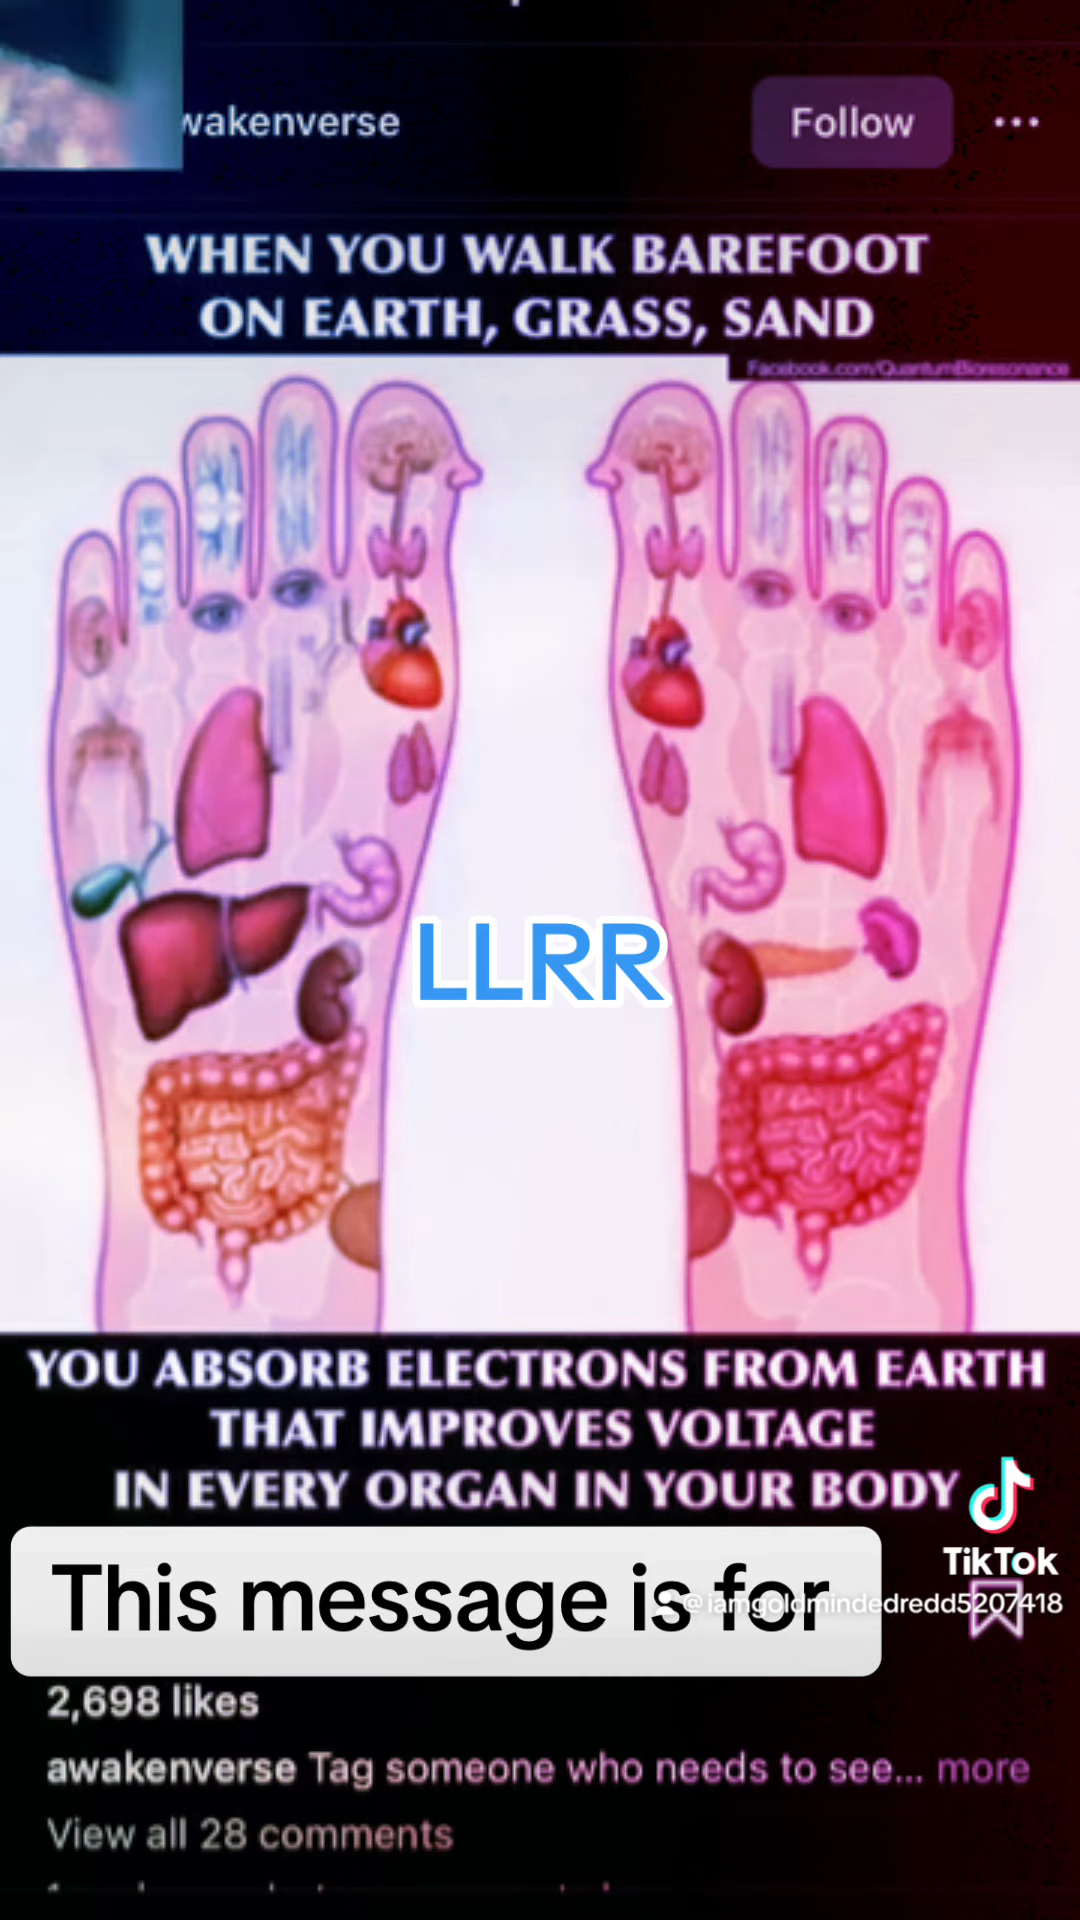 wakenverse
Follow
WHEN YOU WALK BAREFOOT
ON EARTH, GRASS, SAND
Facebook.com/QuantumBioresonance
LLRR
YOU ABSORB ELECTRONS FROM EARTH
THAT IMPROVES VOLTAGE
IN EVERY ORGAN IN YOUR BODY
TikTok
This message is for
@iamgoldmindedredd5207418
2,698 likes
awakenverse Tag someone who needs to see... more
View all 28 comments